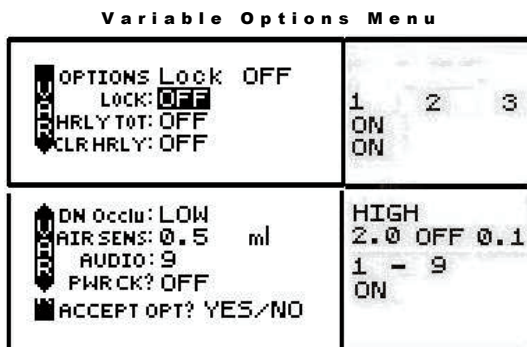 Variable Options Menu
OPTIONS Lock OFF
LOCK: OFF
1 2 3
HRLY TOT: OFF
ON
CLR HRLY: OFF
ON
VAR
DN Occlu: LOW
HIGH
AIR SENS: 0.5 ml
2.0 OFF 0.1
AUDIO: 9
1 - 9
PWR CK? OFF
ON
ACCEPT OPT? YES/NO
VAR